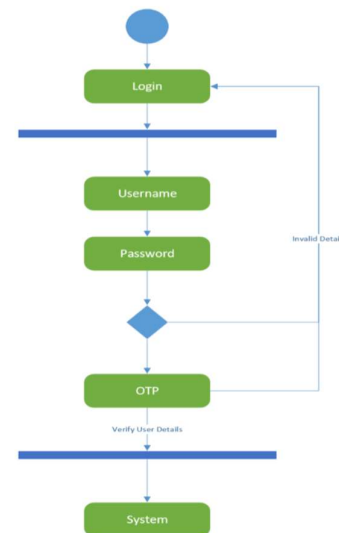 Login
Username
Password
Invalid Detai
OTP
Verify User Details
System